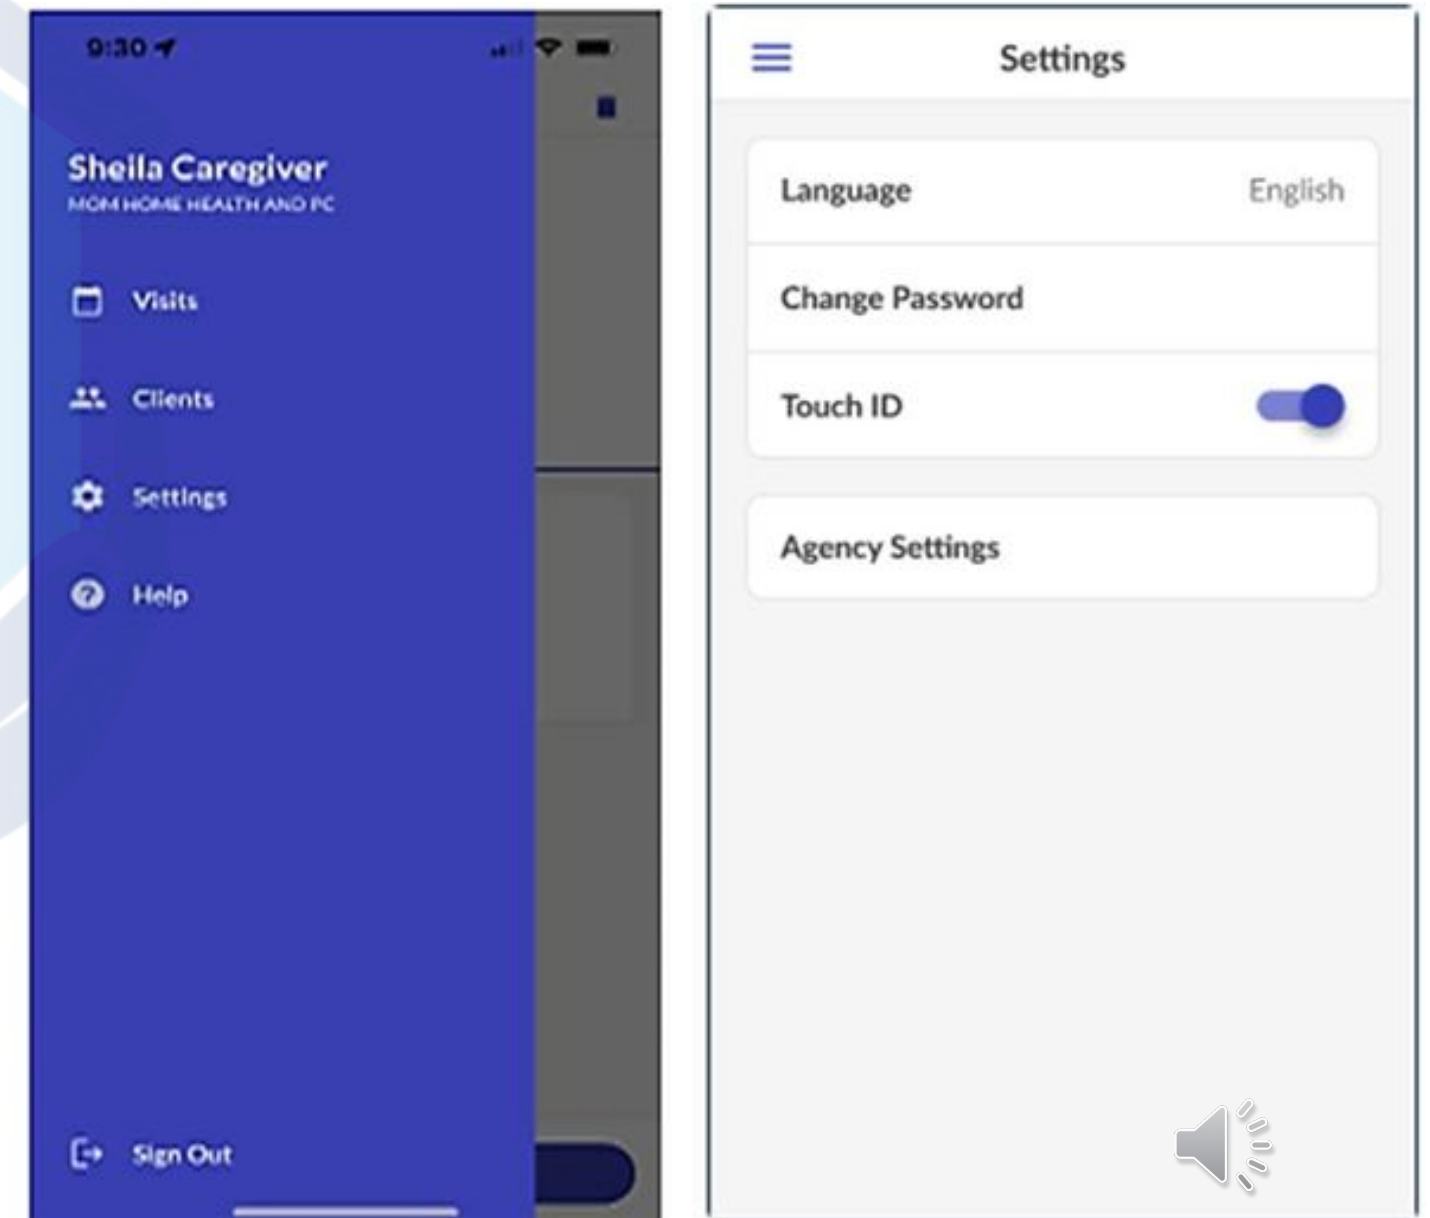 9:30
Sheila Caregiver
MOM HOME HEALTH AND PC
Visits
Clients
Settings
Help
Sign Out
Settings
Language English
Change Password
Touch ID
Agency Settings